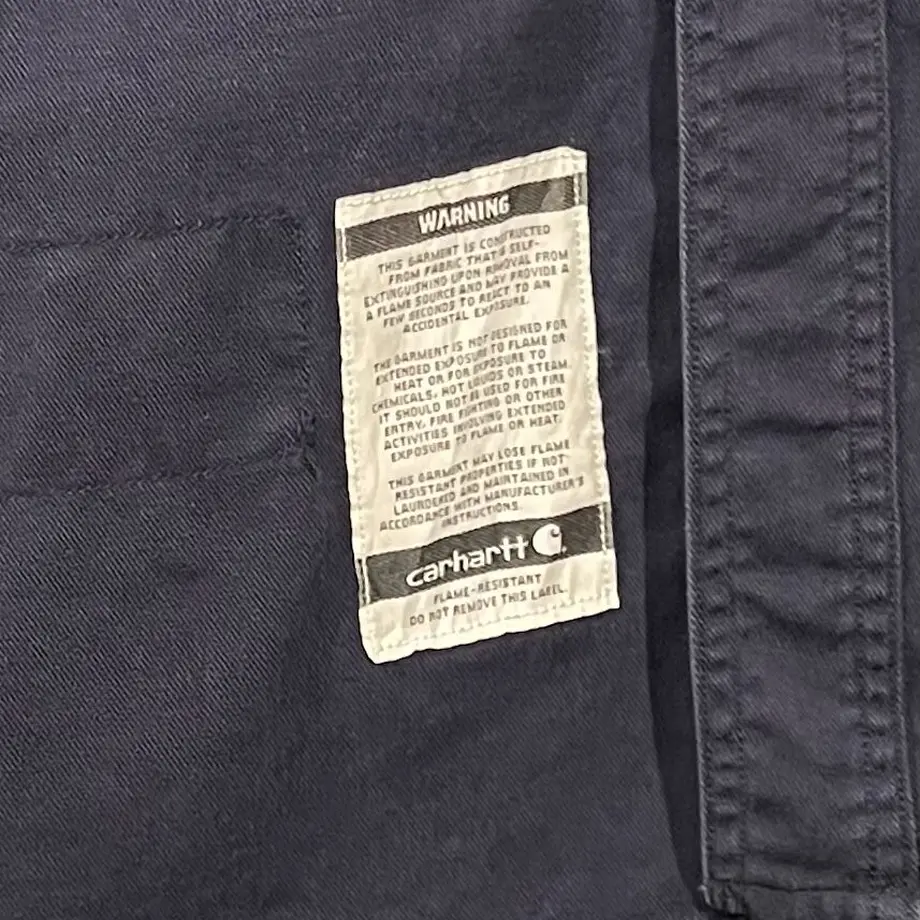 WARNING
THIS GARMENT IS CONSTRUCTED
FROM FABRIC THAT'S SELF-
EXTINGUISHING UPON REMOVAL FROM
A FLAME SOURCE AND MAY PROVIDE A
FEW SECONDS TO REACT TO AN
ACCIDENTAL EXPOSURE.
THE GARMENT IS NOT DESIGNED FOR
EXTENDED EXPOSURE TO FLAME OR
HEAT OR FOR EXPOSURE TO
CHEMICALS, HOT LIQUIDS OR STEAM.
IT SHOULD NOT BE USED FOR FIRE
ENTRY, FIRE FIGHTING OR OTHER
ACTIVITIES INVOLVING EXTENDED
EXPOSURE TO FLAME OR HEAT.
THIS GARMENT MAY LOSE FLAME
RESISTANT PROPERTIES IF NOT
LAUNDERED AND MAINTAINED IN
ACCORDANCE WITH MANUFACTURER'S
INSTRUCTIONS.
carhartt
FLAME-RESISTANT
DO NOT REMOVE THIS LABEL.